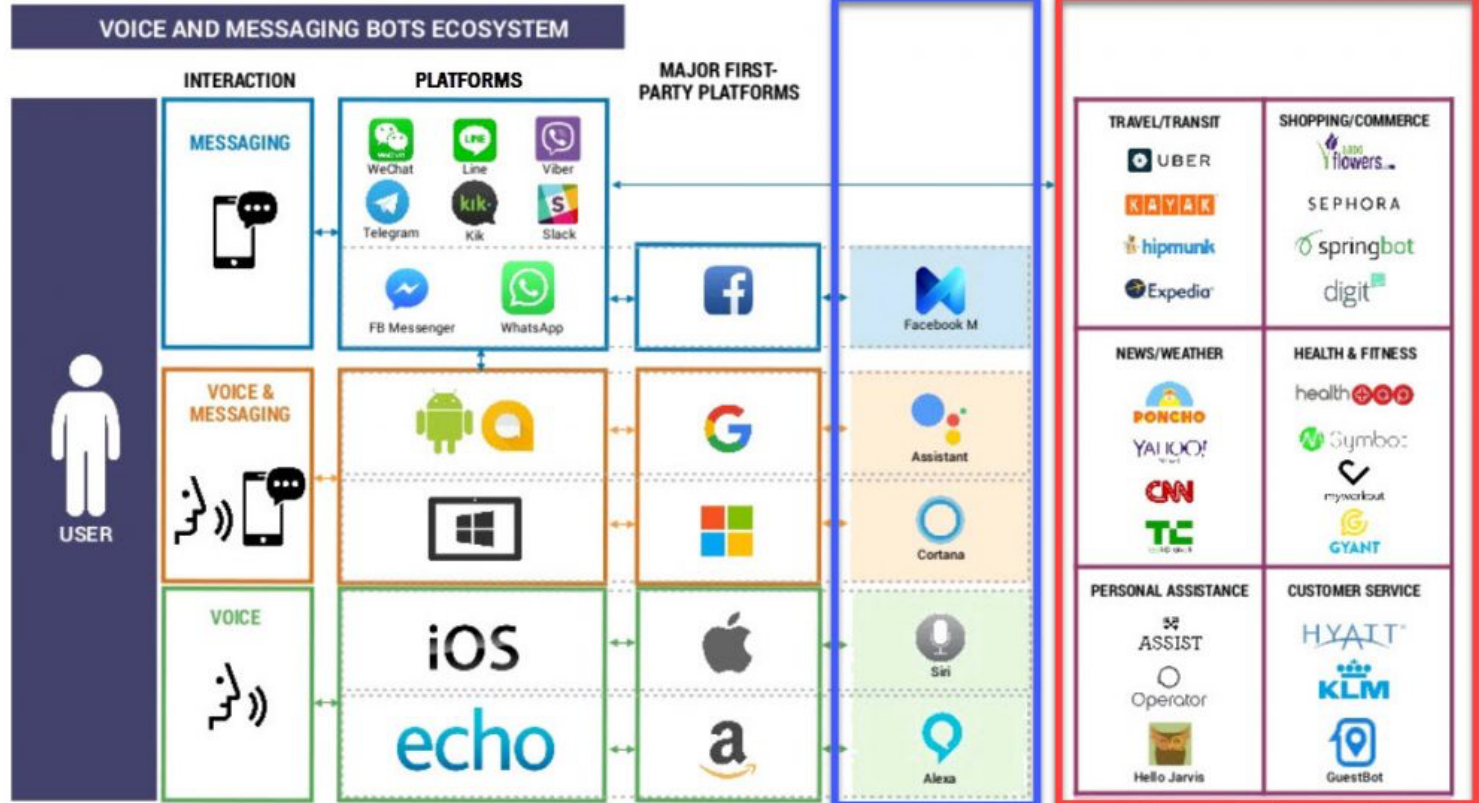 VOICE AND MESSAGING BOTS ECOSYSTEM
INTERACTION
PLATFORMS
MAJOR FIRST-
PARTY PLATFORMS
USER
MESSAGING
WeChat
LINE
Line
Viber
Telegram
kik
Kik
S
Slack
FB Messenger
WhatsApp
f
Facebook M
VOICE &
MESSAGING
G
Assistant
Cortana
VOICE
iOS
Siri
echo
a
Alexa
TRAVEL/TRANSIT
UBER
KAYAK
hipmunk
Expedia
SHOPPING/COMMERCE
flowers
SEPHORA
springbot
digit
NEWS/WEATHER
PONCHO
YAHOO!
CNN
TC
HEALTH & FITNESS
health
myworkout
GYANT
PERSONAL ASSISTANCE
ASSIST
Operator
Hello Jarvis
CUSTOMER SERVICE
HYATT
KLM
GuestBot